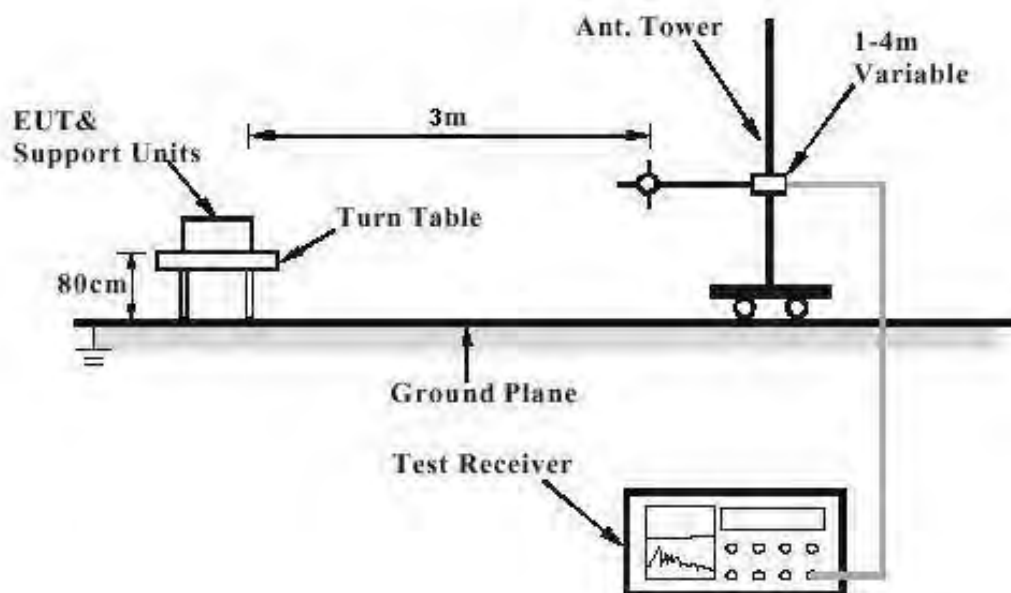 Ant. Tower
1-4m
Variable
EUT&
Support Units
3m
Turn Table
80cm
Ground Plane
Test Receiver